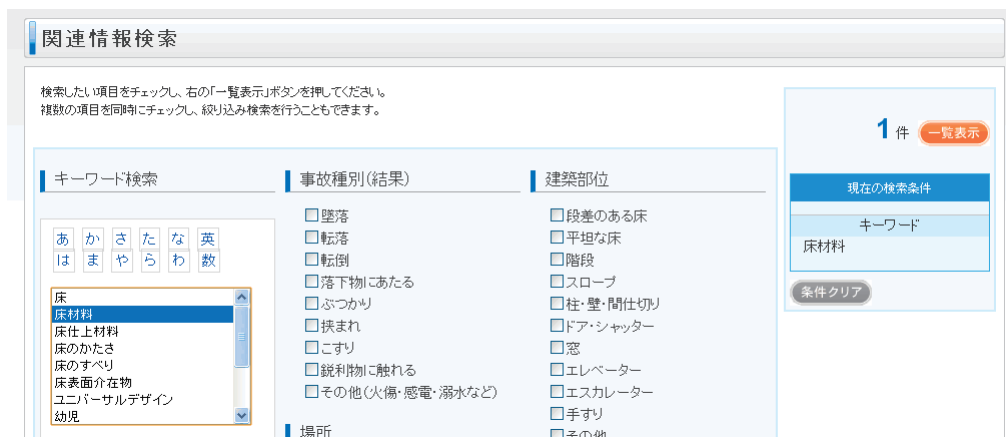 関連情報検索
検索したい項目をチェックし、右の「一覧表示」ボタンを押してください。
複数の項目を同時にチェックし、絞り込み検索を行うこともできます。
1 件 一覧表示
現在の検索条件
キーワード
床材料
条件クリア
キーワード検索
あ か さ た な 英
は ま や ら わ 数
床
床材料
床仕上材料
床のかたさ
床のすべり
床表面介在物
ユニバーサルデザイン
幼児
事故種別(結果)
墜落
転落
転倒
落下物にあたる
ぶつかり
挟まれ
こすり
鋭利物に触れる
その他(火傷・感電・溺水など)
場所
建築部位
段差のある床
平坦な床
階段
スロープ
柱・壁・間仕切り
ドア・シャッター
窓
エレベーター
エスカレーター
手すり
その他